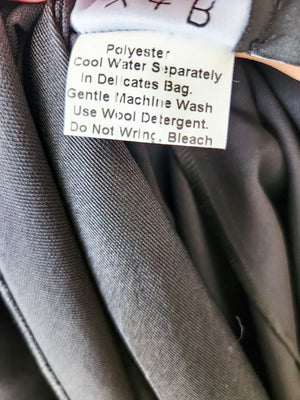 X + B
Polyester
Cool Water Separately
In Delicates Bag.
Gentle Machine Wash
Use Wool Detergent.
Do Not Wring, Bleach